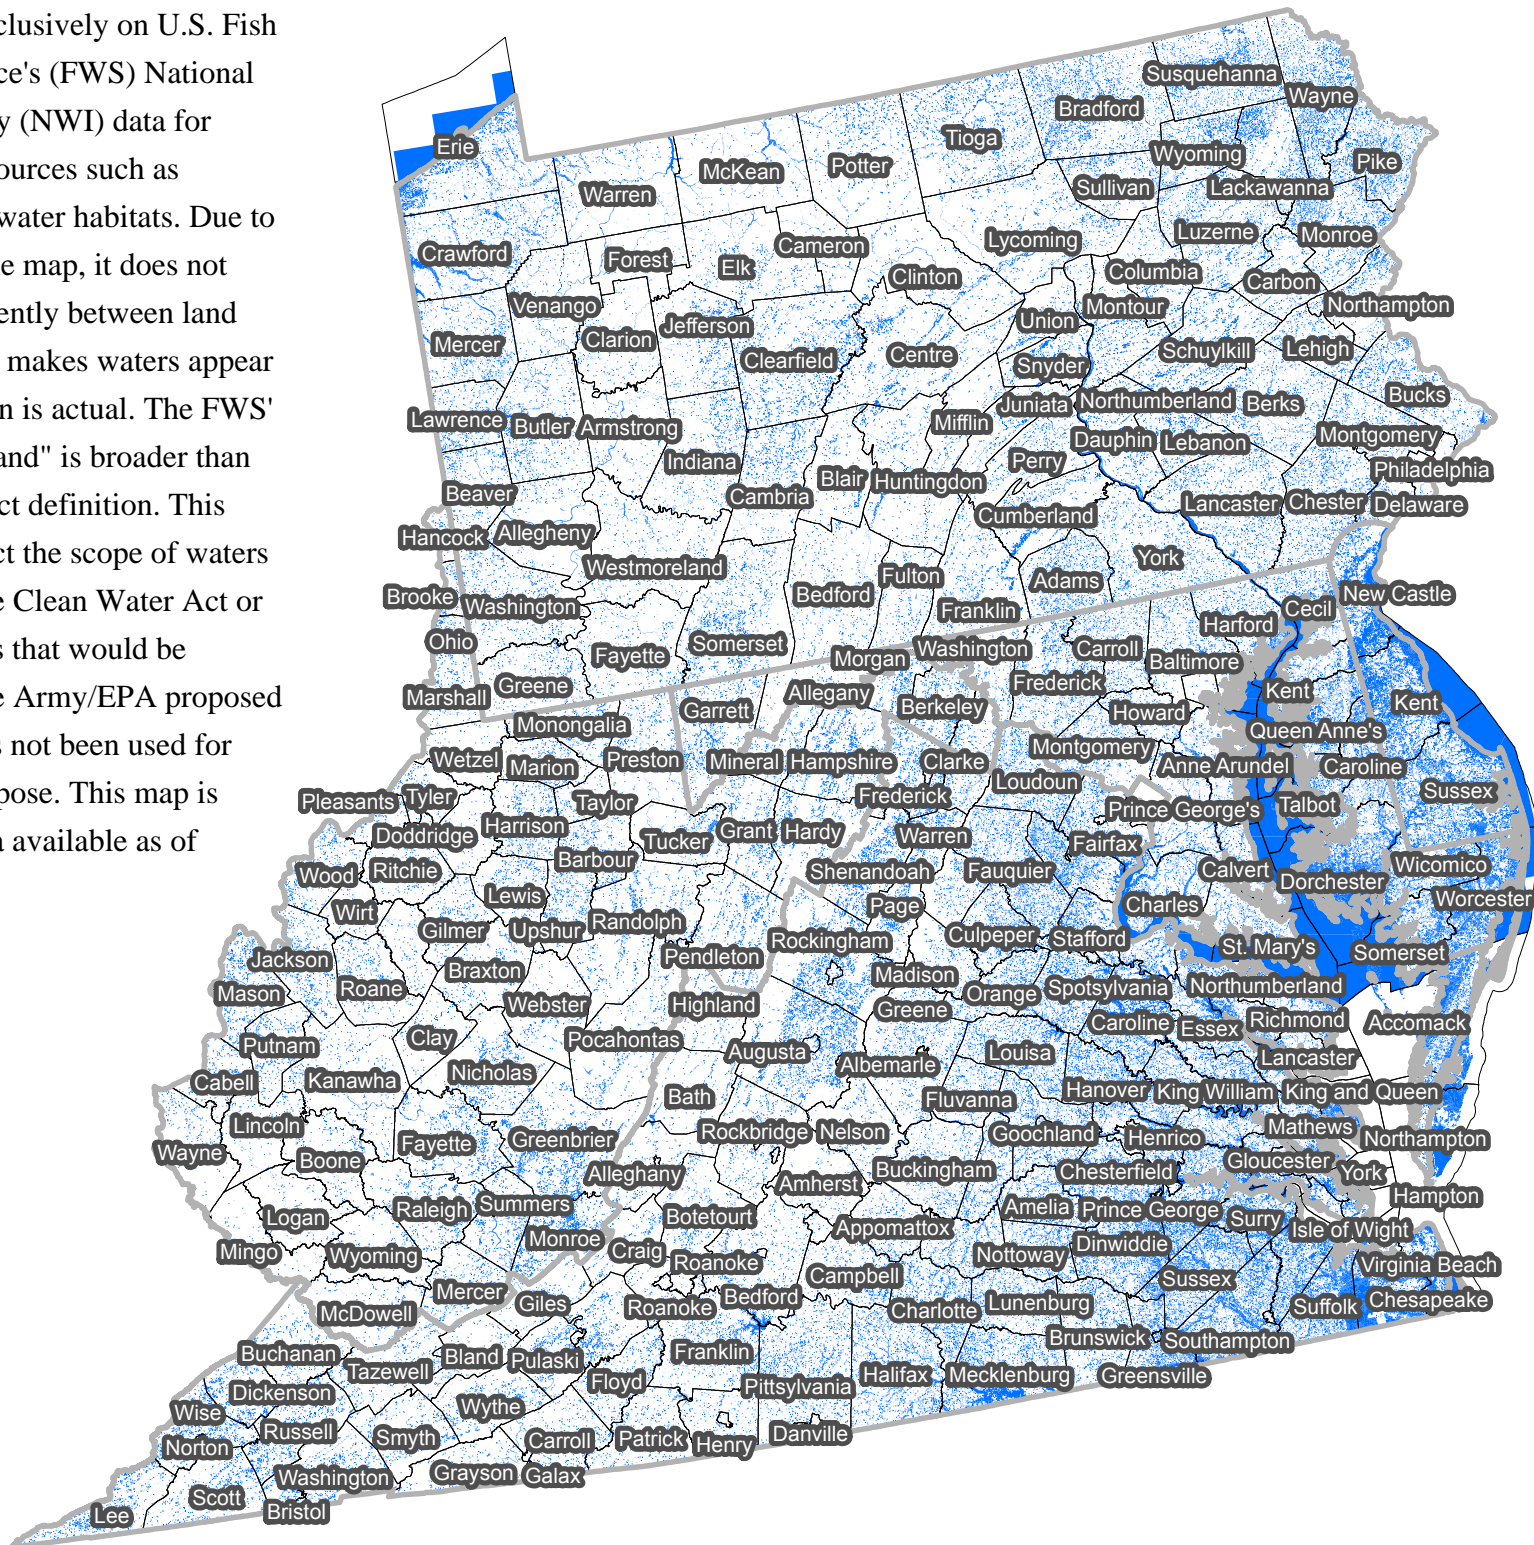 clusively on U.S. Fish
ce's (FWS) National
y (NWI) data for
ources such as
water habitats. Due to
e map, it does not
ently between land
makes waters appear
n is actual. The FWS'
and" is broader than
ct definition. This
ct the scope of waters
e Clean Water Act or
s that would be
e Army/EPA proposed
s not been used for
pose. This map is
a available as of
Susquehanna
Wayne
Bradford
Erie
Tioga
Wyoming
Pike
McKean
Potter
Warren
Sullivan
Lackawanna
Crawford
Forest
Cameron
Lycoming
Luzerne
Monroe
Elk
Clinton
Columbia
Carbon
Venango
Montour
Northampton
Mercer
Clarion
Jefferson
Union
Clearfield
Centre
Snyder
Schuylkill
Lehigh
Lawrence
Butler
Armstrong
Mifflin
Juniata
Northumberland
Berks
Bucks
Indiana
Perry
Dauphin
Lebanon
Montgomery
Beaver
Cambria
Blair
Huntingdon
Philadelphia
Hancock
Allegheny
Cumberland
Lancaster
Chester
Delaware
Westmoreland
Fulton
Adams
York
Brooke
Washington
Bedford
Franklin
Cecil
New Castle
Ohio
Fayette
Somerset
Morgan
Washington
Carroll
Harford
Baltimore
Marshall
Greene
Garrett
Allegany
Berkeley
Frederick
Howard
Kent
Kent
Monongalia
Queen Anne's
Wetzel
Marion
Preston
Mineral
Hampshire
Clarke
Montgomery
Anne Arundel
Caroline
Pleasants
Tyler
Taylor
Frederick
Loudoun
Prince George's
Talbot
Sussex
Doddridge
Harrison
Tucker
Grant
Hardy
Warren
Fairfax
Wood
Ritchie
Barbour
Shenandoah
Fauquier
Calvert
Dorchester
Wicomico
Wirt
Lewis
Page
Charles
Worcester
Gilmer
Upshur
Randolph
Rockingham
Culpeper
Stafford
St. Mary's
Somerset
Jackson
Braxton
Pendleton
Madison
Mason
Roane
Webster
Highland
Greene
Orange
Spotsylvania
Northumberland
Putnam
Clay
Pocahontas
Augusta
Albemarle
Louisa
Caroline
Essex
Richmond
Accomack
Cabell
Kanawha
Nicholas
Bath
Fluvanna
Hanover
King William
Lancaster
King and Queen
Lincoln
Fayette
Greenbrier
Rockbridge
Nelson
Goochland
Henrico
Mathews
Northampton
Wayne
Boone
Alleghany
Amherst
Buckingham
Chesterfield
Gloucester
York
Hampton
Logan
Raleigh
Summers
Botetourt
Appomattox
Amelia
Prince George
Surry
Isle of Wight
Mingo
Wyoming
Monroe
Craig
Roanoke
Nottoway
Dinwiddie
Virginia Beach
McDowell
Mercer
Giles
Roanoke
Bedford
Campbell
Charlotte
Lunenburg
Sussex
Suffolk
Chesapeake
Buchanan
Tazewell
Bland
Pulaski
Franklin
Brunswick
Southampton
Dickenson
Floyd
Pittsylvania
Halifax
Mecklenburg
Greensville
Wise
Wythe
Norton
Russell
Smyth
Carroll
Patrick
Henry
Danville
Washington
Grayson
Galax
Lee
Scott
Bristol